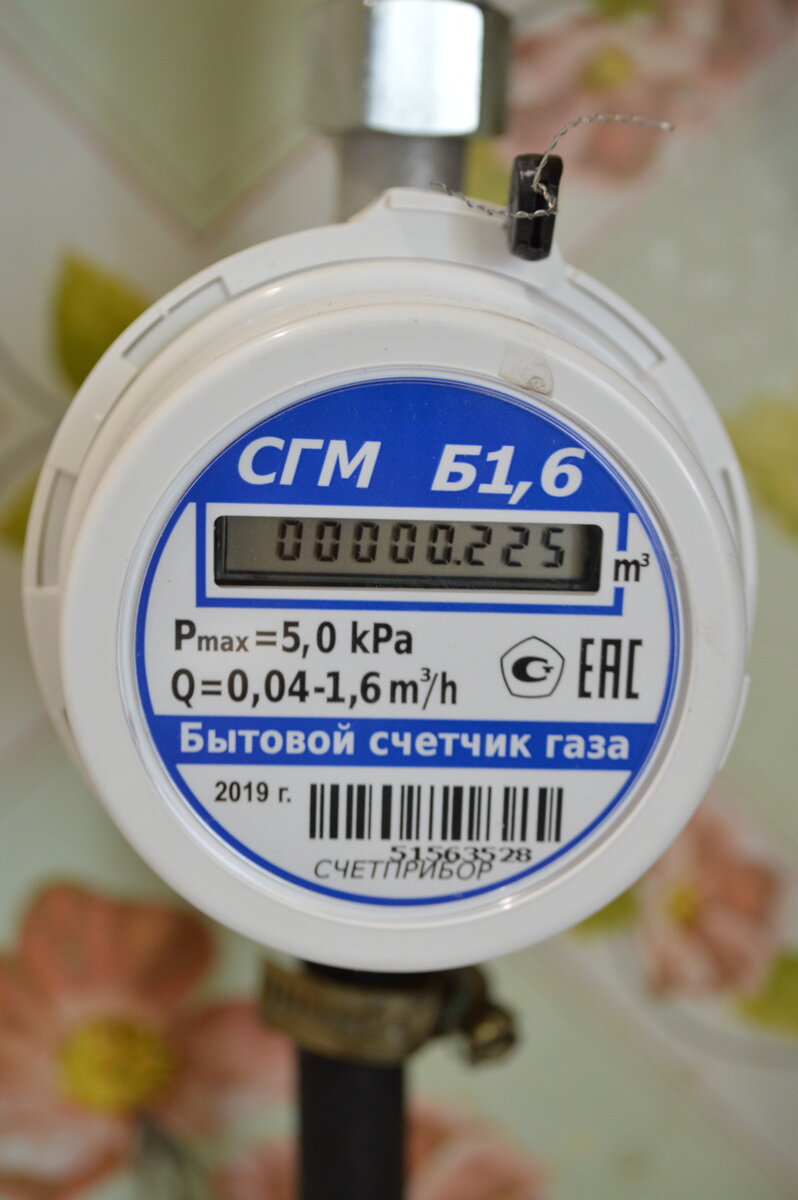 СГМ Б1,6
00000.225 m³
Pmax=5,0 kPa
Q=0,04-1,6 m³/h
ЕАС
Бытовой счетчик газа
2019 г.
51563528
СЧЕТПРИБОР